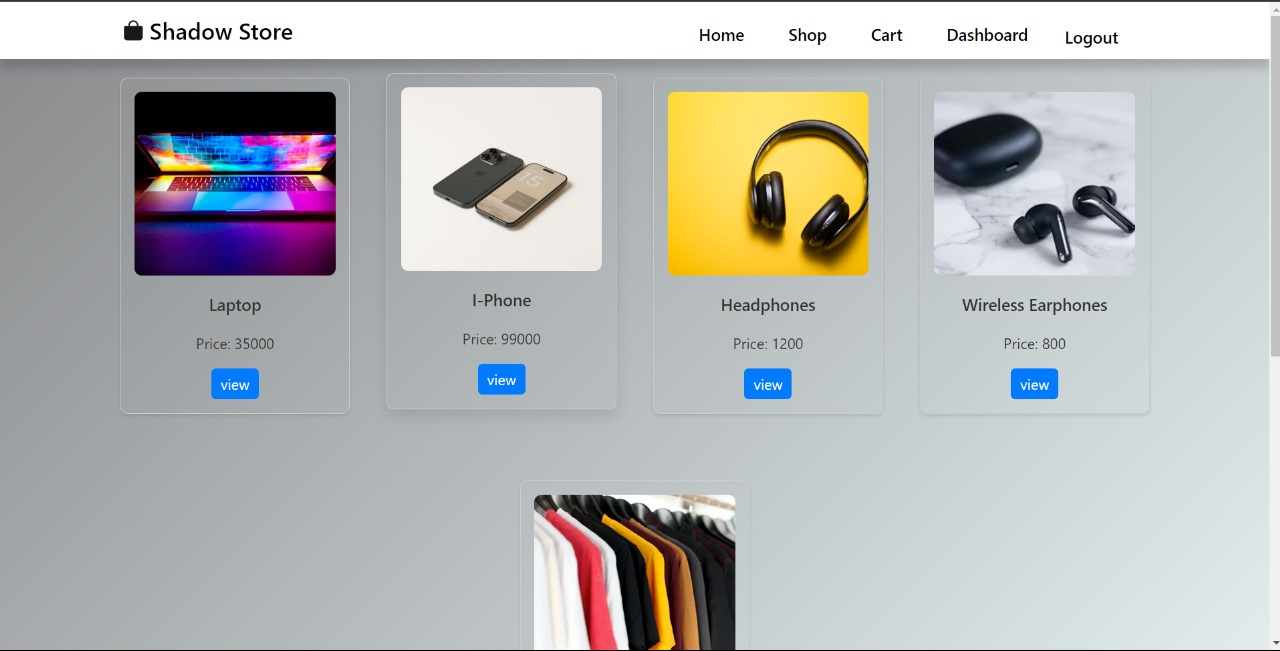 Shadow Store
Home Shop Cart Dashboard Logout
15
Laptop
I-Phone
Headphones
Wireless Earphones
Price: 35000
Price: 99000
Price: 1200
Price: 800
view
view
view
view